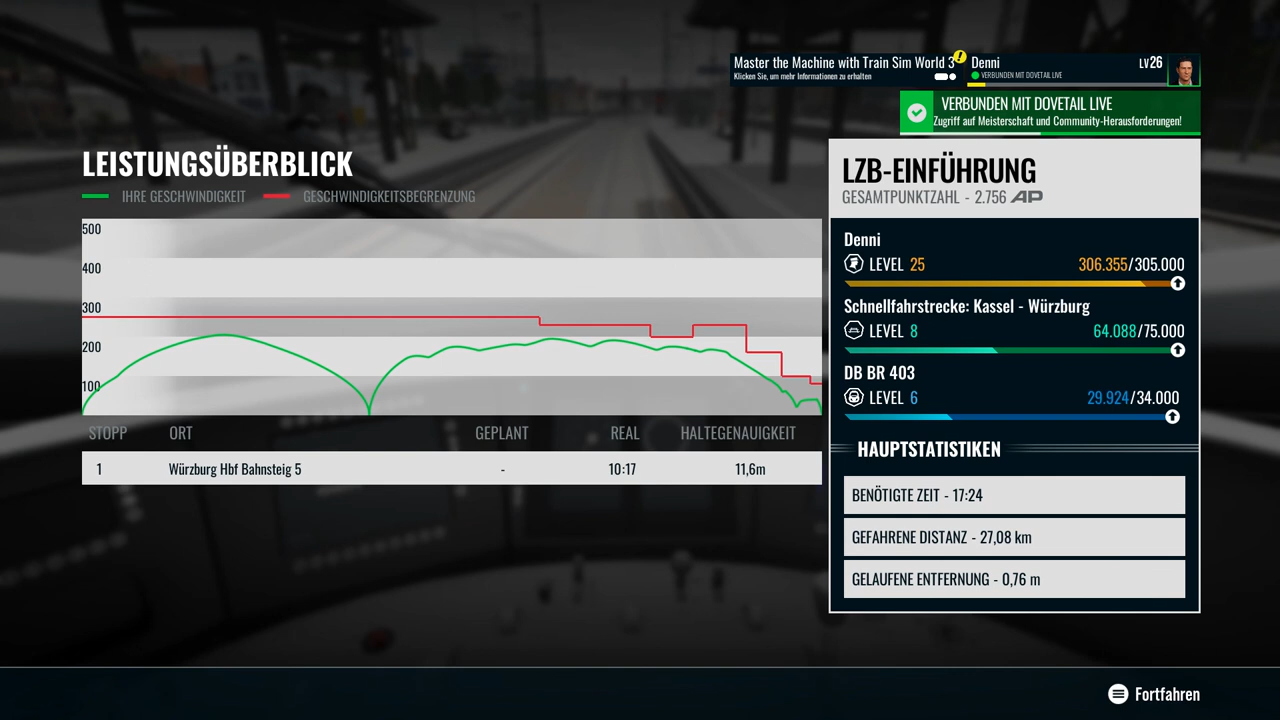 Master the Machine with Train Sim World 3
Klicken Sie, um mehr Informationen zu erhalten
Denni
VERBUNDEN MIT DOVETAIL LIVE
LV 26
VERBUNDEN MIT DOVETAIL LIVE
Zugriff auf Meisterschaft und Community-Herausforderungen!
LEISTUNGSÜBERBLICK
IHRE GESCHWINDIGKEIT GESCHWINDIGKEITSBEGRENZUNG
500
400
300
200
100
STOPP ORT GEPLANT REAL HALTEGENAUIGKEIT
1 Würzburg Hbf Bahnsteig 5 - 10:17 11,6m
LZB-EINFÜHRUNG
GESAMTPUNKTZAHL - 2.756 AP
Denni
LEVEL 25 306.355/305.000
Schnellfahrstrecke: Kassel - Würzburg
LEVEL 8 64.088/75.000
DB BR 403
LEVEL 6 29.924/34.000
HAUPTSTATISTIKEN
BENÖTIGTE ZEIT - 17:24
GEFAHRENE DISTANZ - 27,08 km
GELAUFENE ENTFERNUNG - 0,76 m
Fortfahren